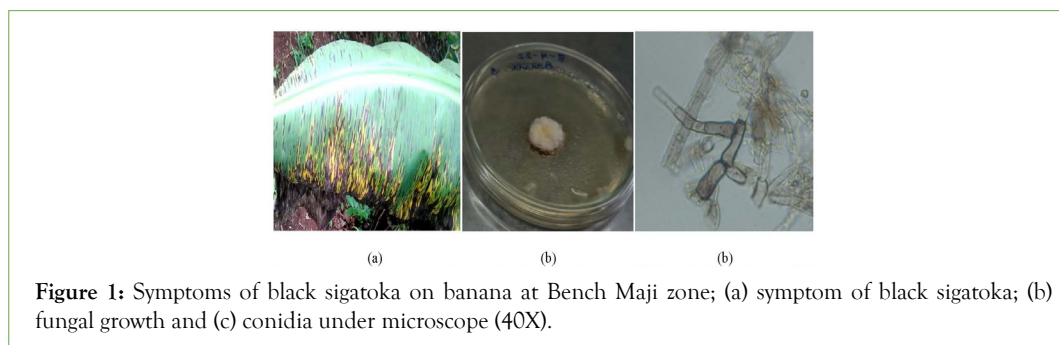 (a) (b) (b)
Figure 1: Symptoms of black sigatoka on banana at Bench Maji zone; (a) symptom of black sigatoka; (b)
fungal growth and (c) conidia under microscope (40X).